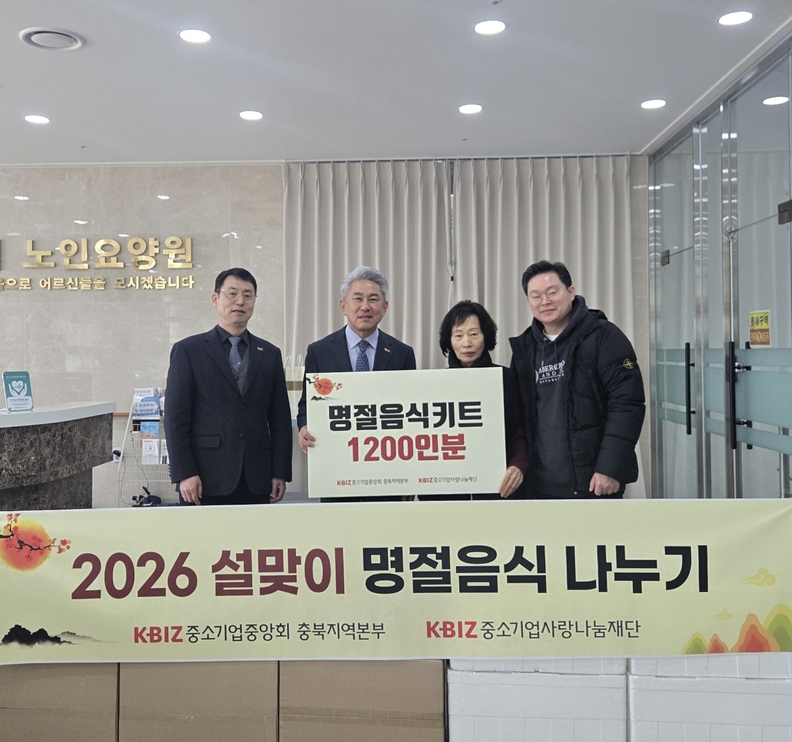 노인요양원
으로 어르신들을 모시겠습니다
명절음식키트
1200인분
K-BIZ 중소기업중앙회 충북지역본부 K-BIZ 중소기업사랑나눔재단
ABERCRO
AND
2026 설맞이 명절음식 나누기
K-BIZ 중소기업중앙회 충북지역본부 K-BIZ 중소기업사랑나눔재단